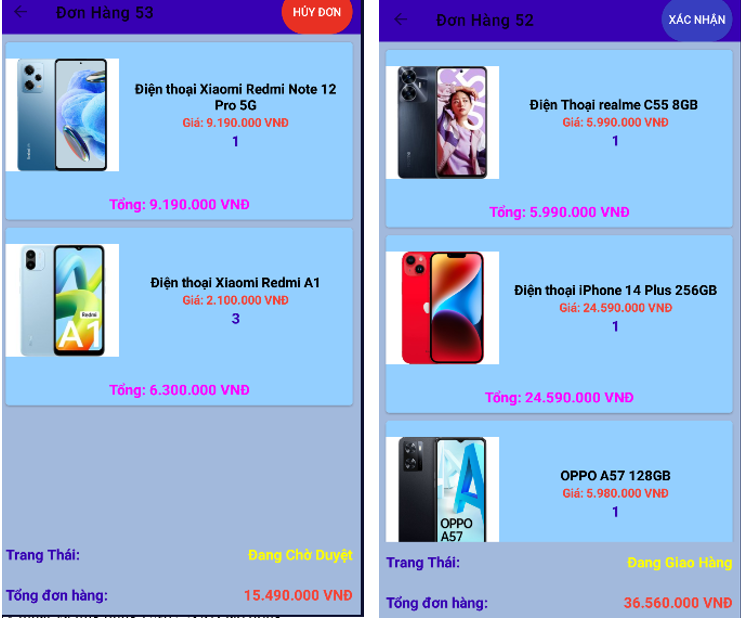 Đơn Hàng 53
HỦY ĐƠN
Điện thoại Xiaomi Redmi Note 12
Pro 5G
Giá: 9.190.000 VNĐ
1
Tổng: 9.190.000 VNĐ
Redmi
A1
Điện thoại Xiaomi Redmi A1
Giá: 2.100.000 VNĐ
3
Tổng: 6.300.000 VNĐ
Trang Thái:
Đang Chờ Duyệt
Tổng đơn hàng:
15.490.000 VNĐ
Đơn Hàng 52
XÁC NHẬN
C55
Điện Thoại realme C55 8GB
Giá: 5.990.000 VNĐ
1
Tổng: 5.990.000 VNĐ
Điện thoại iPhone 14 Plus 256GB
Giá: 24.590.000 VNĐ
1
Tổng: 24.590.000 VNĐ
OPPO
A57
OPPO A57 128GB
Giá: 5.980.000 VNĐ
1
Trang Thái:
Đang Giao Hàng
Tổng đơn hàng:
36.560.000 VNĐ